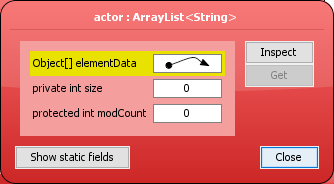 actor : ArrayList<String>
Object[] elementData
Inspect
private int size 0
Get
protected int modCount 0
Show static fields
Close